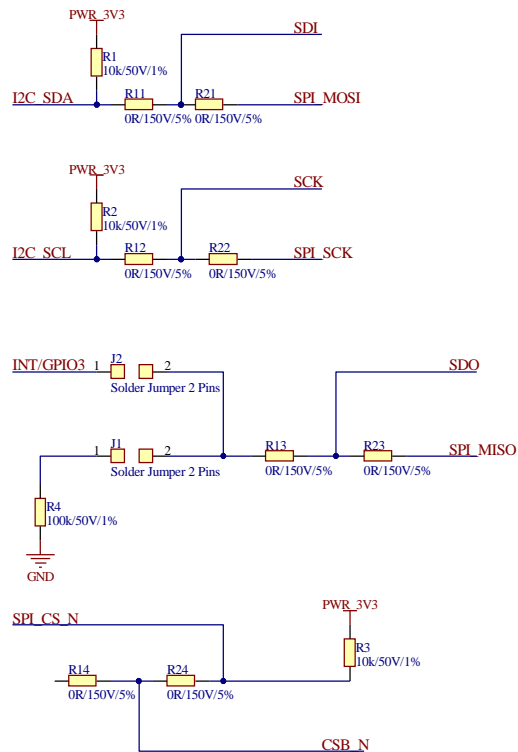 PWR_3V3
SDI
R1
10k/50V/1%
I2C_SDA
R11
R21
SPI_MOSI
0R/150V/5%
0R/150V/5%
PWR_3V3
SCK
R2
10k/50V/1%
I2C_SCL
R12
R22
SPI_SCK
0R/150V/5%
0R/150V/5%
INT/GPIO3
1
J2
2
SDO
Solder Jumper 2 Pins
1
J1
2
R13
R23
SPI_MISO
Solder Jumper 2 Pins
0R/150V/5%
0R/150V/5%
R4
100k/50V/1%
GND
PWR_3V3
SPI_CS_N
R3
10k/50V/1%
R14
R24
0R/150V/5%
0R/150V/5%
CSB_N